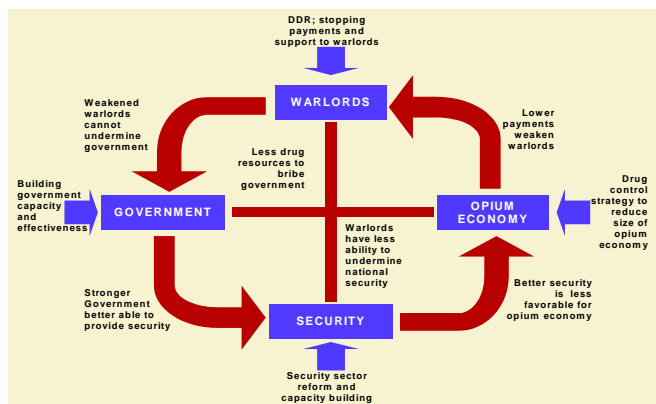 DDR; stopping
payments and
support to warlords
WARLORDS
Weakened
warlords
cannot
undermine
government
Lower
payments
weaken
warlords
Less drug
resources to
bribe
government
Building
government
capacity
and
effectiveness
GOVERNMENT
OPIUM
ECONOMY
Drug
control
strategy to
reduce
size of
opium
economy
Warlords
have less
ability to
undermine
national
security
Stronger
Government
better able to
provide security
Better security
is less
favorable for
opium economy
SECURITY
Security sector
reform and
capacity building